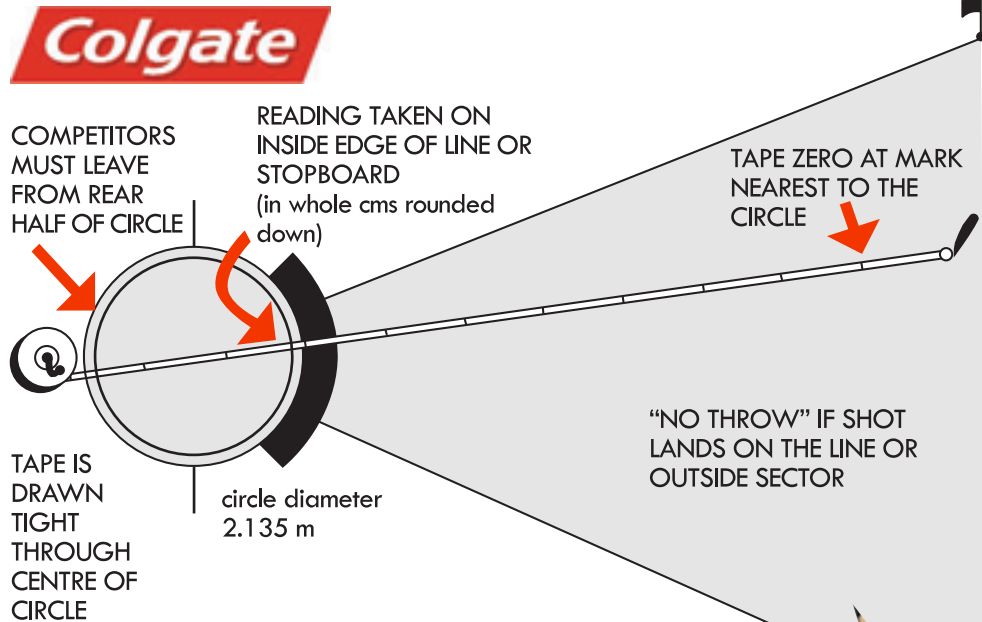 Colgate
COMPETITORS
MUST LEAVE
FROM REAR
HALF OF CIRCLE
READING TAKEN ON
INSIDE EDGE OF LINE OR
STOPBOARD
(in whole cms rounded
down)
TAPE ZERO AT MARK
NEAREST TO THE
CIRCLE
“NO THROW” IF SHOT
LANDS ON THE LINE OR
OUTSIDE SECTOR
TAPE IS
DRAWN
TIGHT
THROUGH
CENTRE OF
CIRCLE
circle diameter
2.135 m